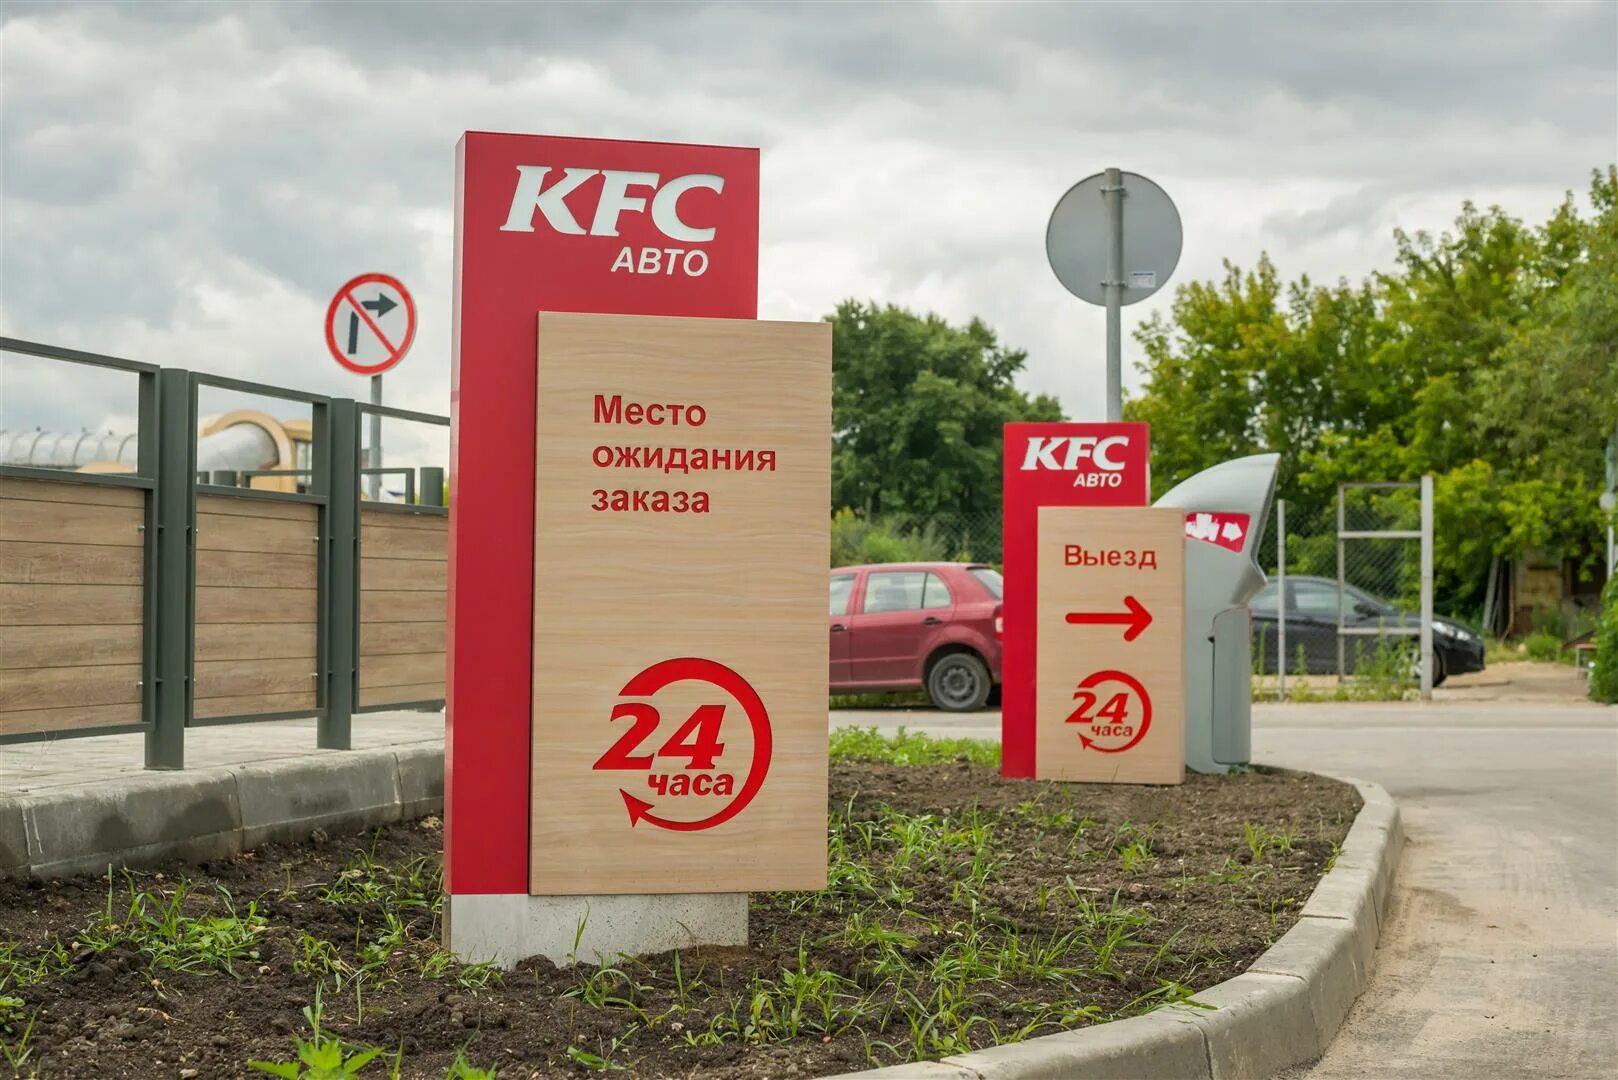 KFC
АВТО
Место
ожидания
заказа
24
часа
KFC
АВТО
Выезд
24
часа